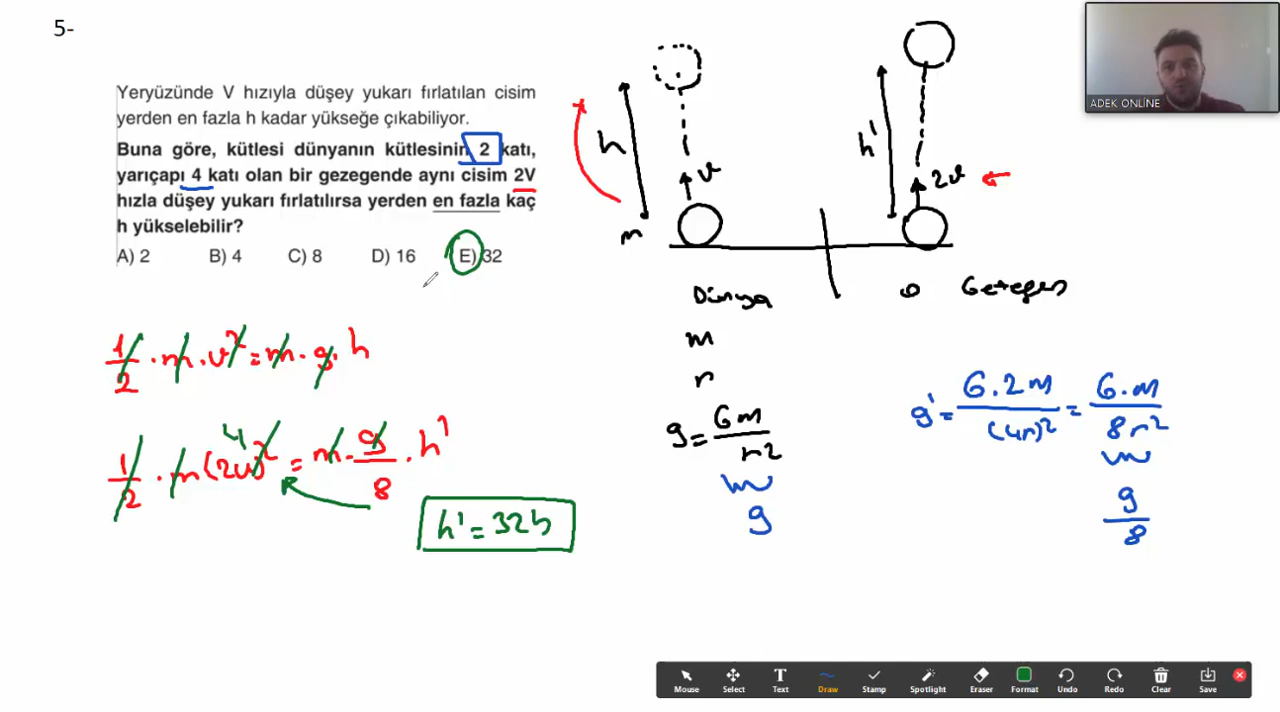 5-
Yeryüzünde V hızıyla düşey yukarı fırlatılan cisim
yerden en fazla h kadar yükseğe çıkabiliyor.
Buna göre, kütlesi dünyanın kütlesinin 2 katı,
yarıçapı 4 katı olan bir gezegende aynı cisim 2V
hızla düşey yukarı fırlatılırsa yerden en fazla kaç
h yükselebilir?
A) 2 B) 4 C) 8 D) 16 E) 32
1/2 · m · v² = m · g · h
1/2 · m (2v)² = m · g/8 · h'
4
h' = 32h
h
v
m
h'
2v
Dünya
Gezegen
m
r
g = Gm/r²
g
g' = G.2m/(4r)² = G.m/8r²
g/8
ADEK ONLİNE
Mouse Select Text Draw Stamp Spotlight Eraser Format Undo Redo Clear Save